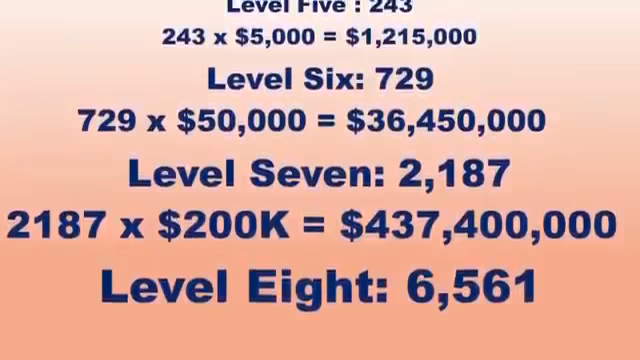 Level Five : 243
243 x $5,000 = $1,215,000
Level Six: 729
729 x $50,000 = $36,450,000
Level Seven: 2,187
2187 x $200K = $437,400,000
Level Eight: 6,561